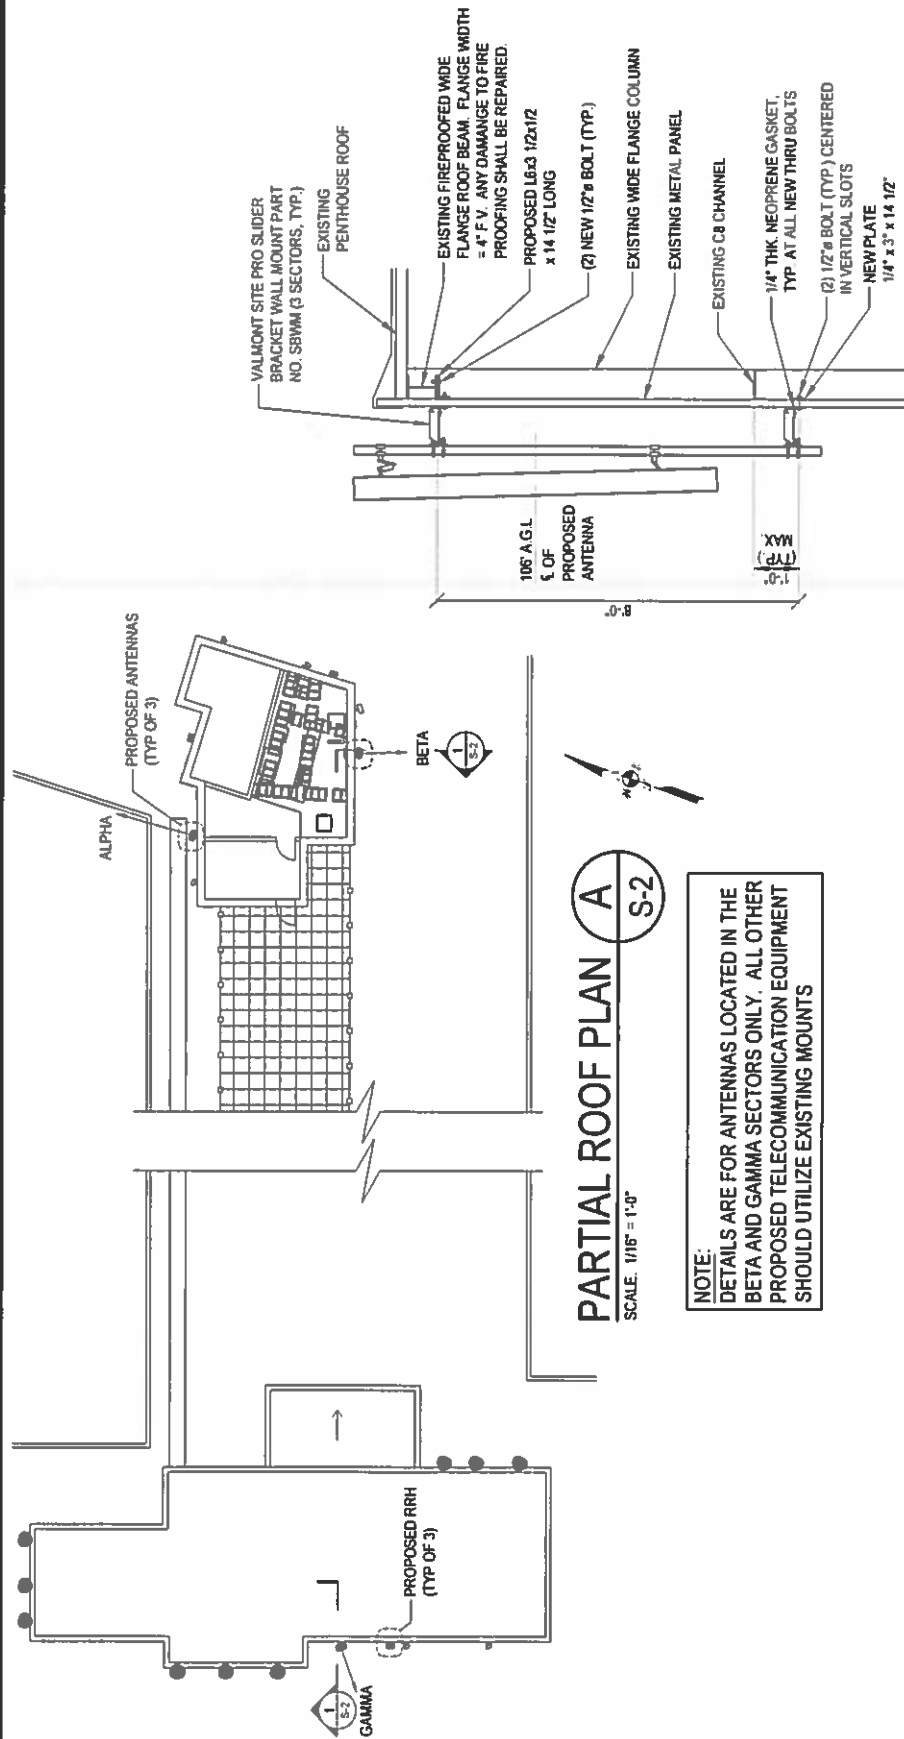 VALMONT SITE PRO SLIDER
BRACKET WALL MOUNT PART
NO. SBWM (3 SECTORS, TYP.)
EXISTING
PENTHOUSE ROOF
EXISTING FIREPROOFED WIDE
FLANGE ROOF BEAM. FLANGE WIDTH
= 4" F.V. ANY DAMAGE TO FIRE
PROOFING SHALL BE REPAIRED.
PROPOSED L6x3 1/2x1/2
x 14 1/2" LONG
(2) NEW 1/2"ø BOLT (TYP.)
EXISTING WIDE FLANGE COLUMN
EXISTING METAL PANEL
EXISTING C8 CHANNEL
1/4" THK. NEOPRENE GASKET,
TYP. AT ALL NEW THRU BOLTS
(2) 1/2"ø BOLT (TYP.) CENTERED
IN VERTICAL SLOTS
NEW PLATE
1/4" x 3" x 14 1/2"
106' A.G.L
℄ OF
PROPOSED
ANTENNA
8'-0"
1'-0"
(TYP.)
MAX.
PROPOSED ANTENNAS
(TYP OF 3)
ALPHA
BETA
1
S-2
N
PROPOSED RRH
(TYP OF 3)
GAMMA
1
S-2
PARTIAL ROOF PLAN
SCALE: 1/16" = 1'-0"
A
S-2
NOTE:
DETAILS ARE FOR ANTENNAS LOCATED IN THE
BETA AND GAMMA SECTORS ONLY. ALL OTHER
PROPOSED TELECOMMUNICATION EQUIPMENT
SHOULD UTILIZE EXISTING MOUNTS